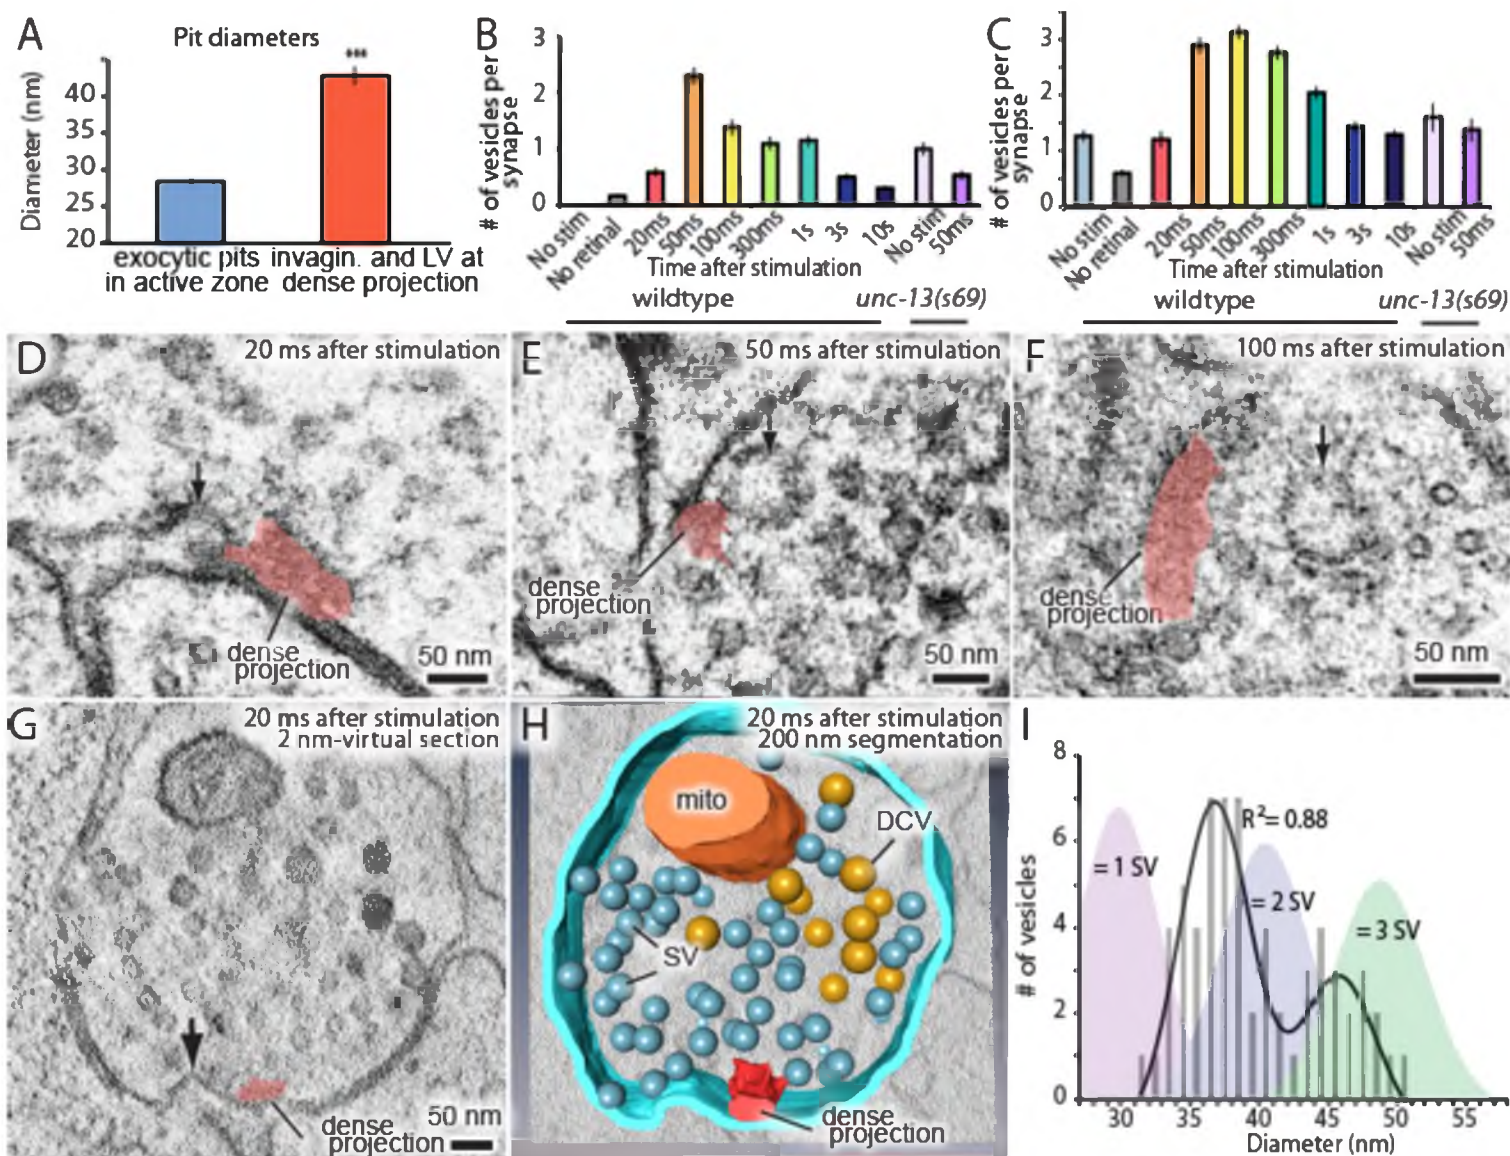 A
Pit diameters
***
Diameter (nm)
40
35
30
25
20
exocytic pits invagin. and LV at
in active zone dense projection
B
# of vesicles per
synapse
3
2
1
0
No stim
No retinal
20ms
50ms
100ms
300ms
1s
3s
10s
No stim
50ms
Time after stimulation
wildtype
unc-13(s69)
C
# of vesicles per
synapse
3
2
1
0
No stim
No retinal
20ms
50ms
100ms
300ms
1s
3s
10s
No stim
50ms
Time after stimulation
wildtype
unc-13(s69)
D
20 ms after stimulation
dense
projection
50 nm
E
50 ms after stimulation
dense
projection
50 nm
F
100 ms after stimulation
dense
projection
50 nm
G
20 ms after stimulation
2 nm-virtual section
dense
projection
50 nm
H
20 ms after stimulation
200 nm segmentation
mito
DCV
SV
dense
projection
I
# of vesicles
8
6
4
2
0
R²= 0.88
= 1 SV
= 2 SV
= 3 SV
30
35
40
45
50
55
Diameter (nm)